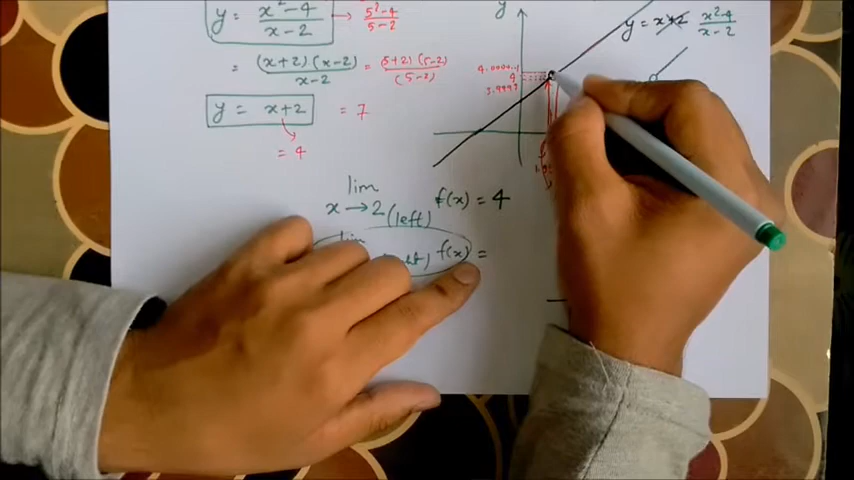 y = x²-4 / x-2 → 5²-4 / 5-2
= (x+2) (x-2) / x-2 = (5+2) (5-2) / (5-2)
y = x+2 = 7
= 4
lim x→2 (left) f(x) = 4
lim f(x) =
y
y = x+2 x²-4 / x-2
4